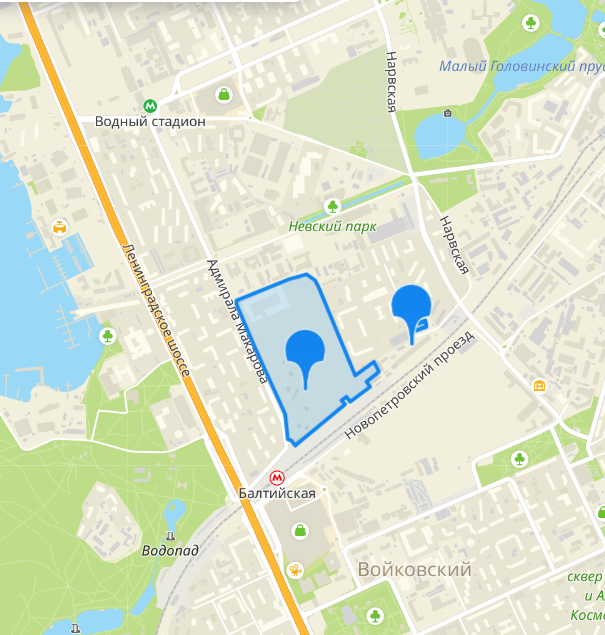 Малый Головинский пру
Нарвская
Водный стадион
Невский парк
Нарвская
Ленинградское шоссе
Адмирала Макарова
Новопетровский проезд
Балтийская
Водопад
Войковский
сквер
и А
Косм